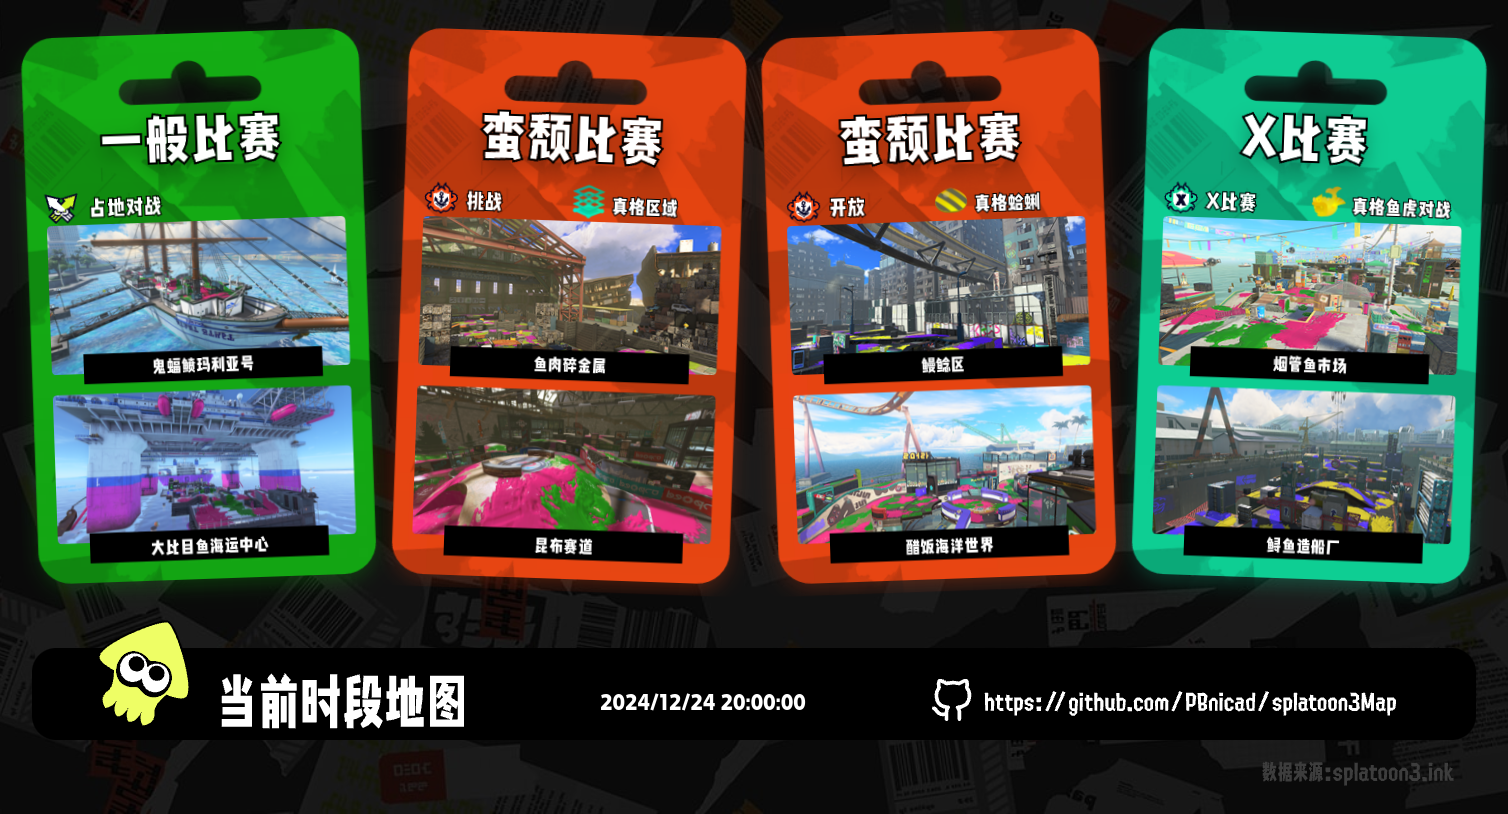 一般比赛
占地对战
鬼蝠鲼玛利亚号
大比目鱼海运中心
蛮颓比赛
挑战
真格区域
鱼肉碎金属
昆布赛道
蛮颓比赛
开放
真格蛤蜊
鳗鲶区
醋饭海洋世界
X比赛
X比赛
真格鱼虎对战
烟管鱼市场
鲟鱼造船厂
当前时段地图
2024/12/24 20:00:00
https://github.com/PBnicad/splatoon3Map
数据来源:splatoon3.ink